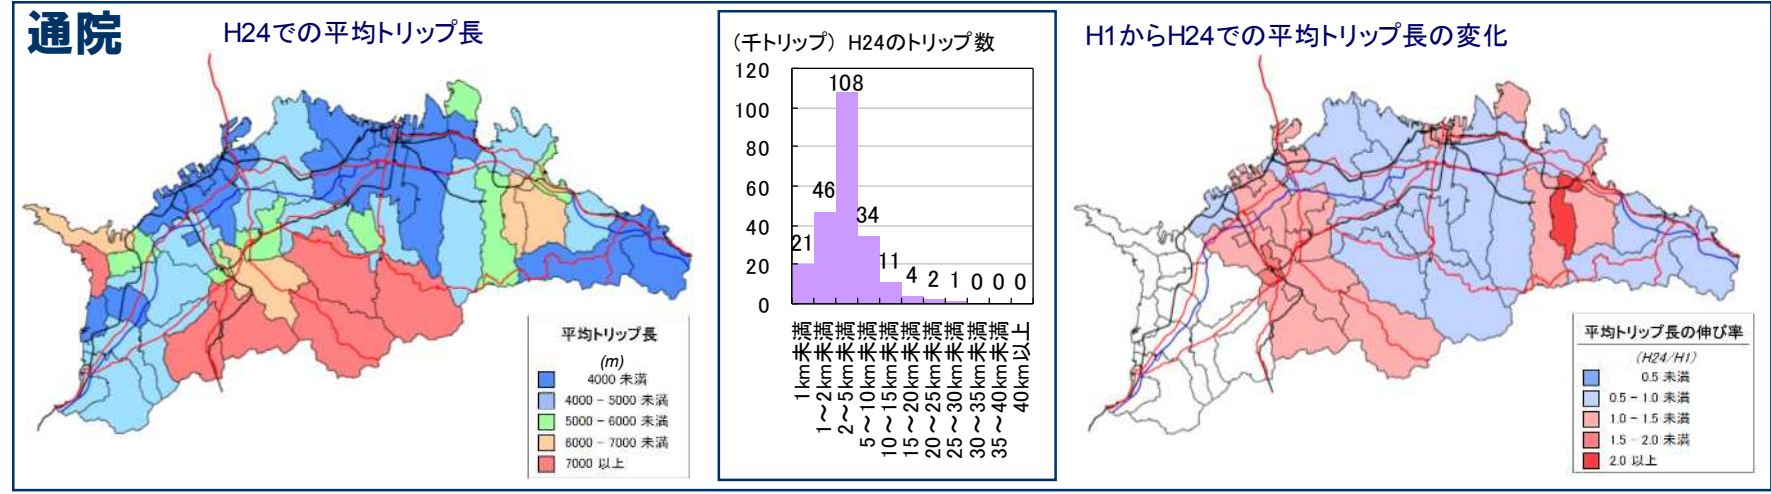 通院
H24での平均トリップ長
平均トリップ長
(m)
4000 未満
4000 - 5000 未満
5000 - 6000 未満
6000 - 7000 未満
7000 以上
(千トリップ) H24のトリップ数
120
100
80
60
40
20
0
21
46
108
34
11
4
2
1
0
0
0
1km未満
1～2km未満
2～5km未満
5～10km未満
10～15km未満
15～20km未満
20～25km未満
25～30km未満
30～35km未満
35～40km未満
40km以上
H1からH24での平均トリップ長の変化
平均トリップ長の伸び率
(H24/H1)
0.5 未満
0.5 - 1.0 未満
1.0 - 1.5 未満
1.5 - 2.0 未満
2.0 以上